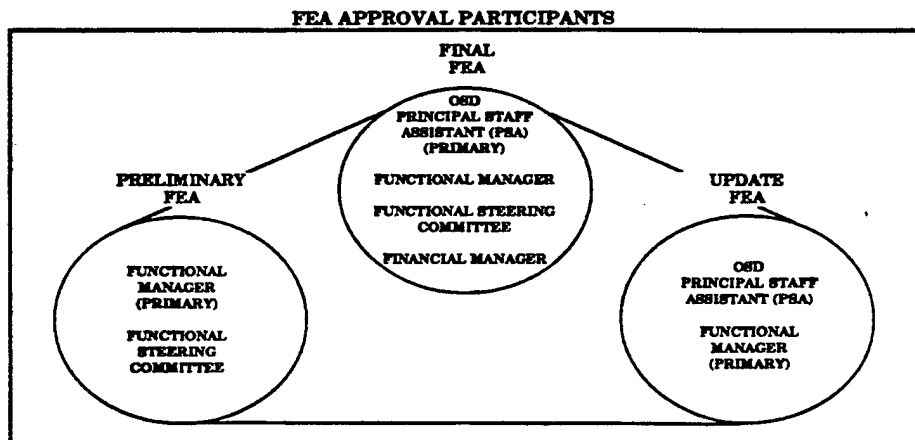 FEA APPROVAL PARTICIPANTS
FINAL
FEA
OSD
PRINCIPAL STAFF
ASSISTANT (PSA)
(PRIMARY)
FUNCTIONAL MANAGER
FUNCTIONAL STEERING
COMMITTEE
FINANCIAL MANAGER
PRELIMINARY
FEA
FUNCTIONAL
MANAGER
(PRIMARY)
FUNCTIONAL
STEERING
COMMITTEE
UPDATE
FEA
OSD
PRINCIPAL STAFF
ASSISTANT (PSA)
FUNCTIONAL
MANAGER
(PRIMARY)